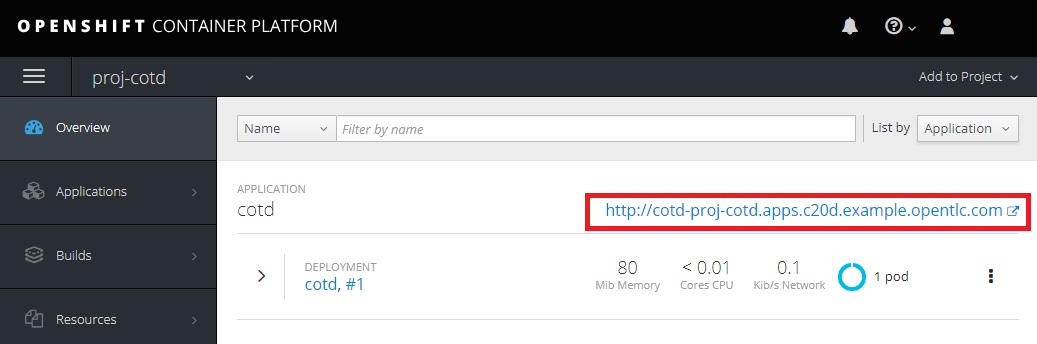 OPENSHIFT CONTAINER PLATFORM
proj-cotd
Add to Project
Overview
Applications
Builds
Resources
Name
Filter by name
List by
Application
APPLICATION
cotd
http://cotd-proj-cotd.apps.c20d.example.opentlc.com
DEPLOYMENT
cotd, #1
80
Mib Memory
< 0.01
Cores CPU
0.1
Kib/s Network
1 pod